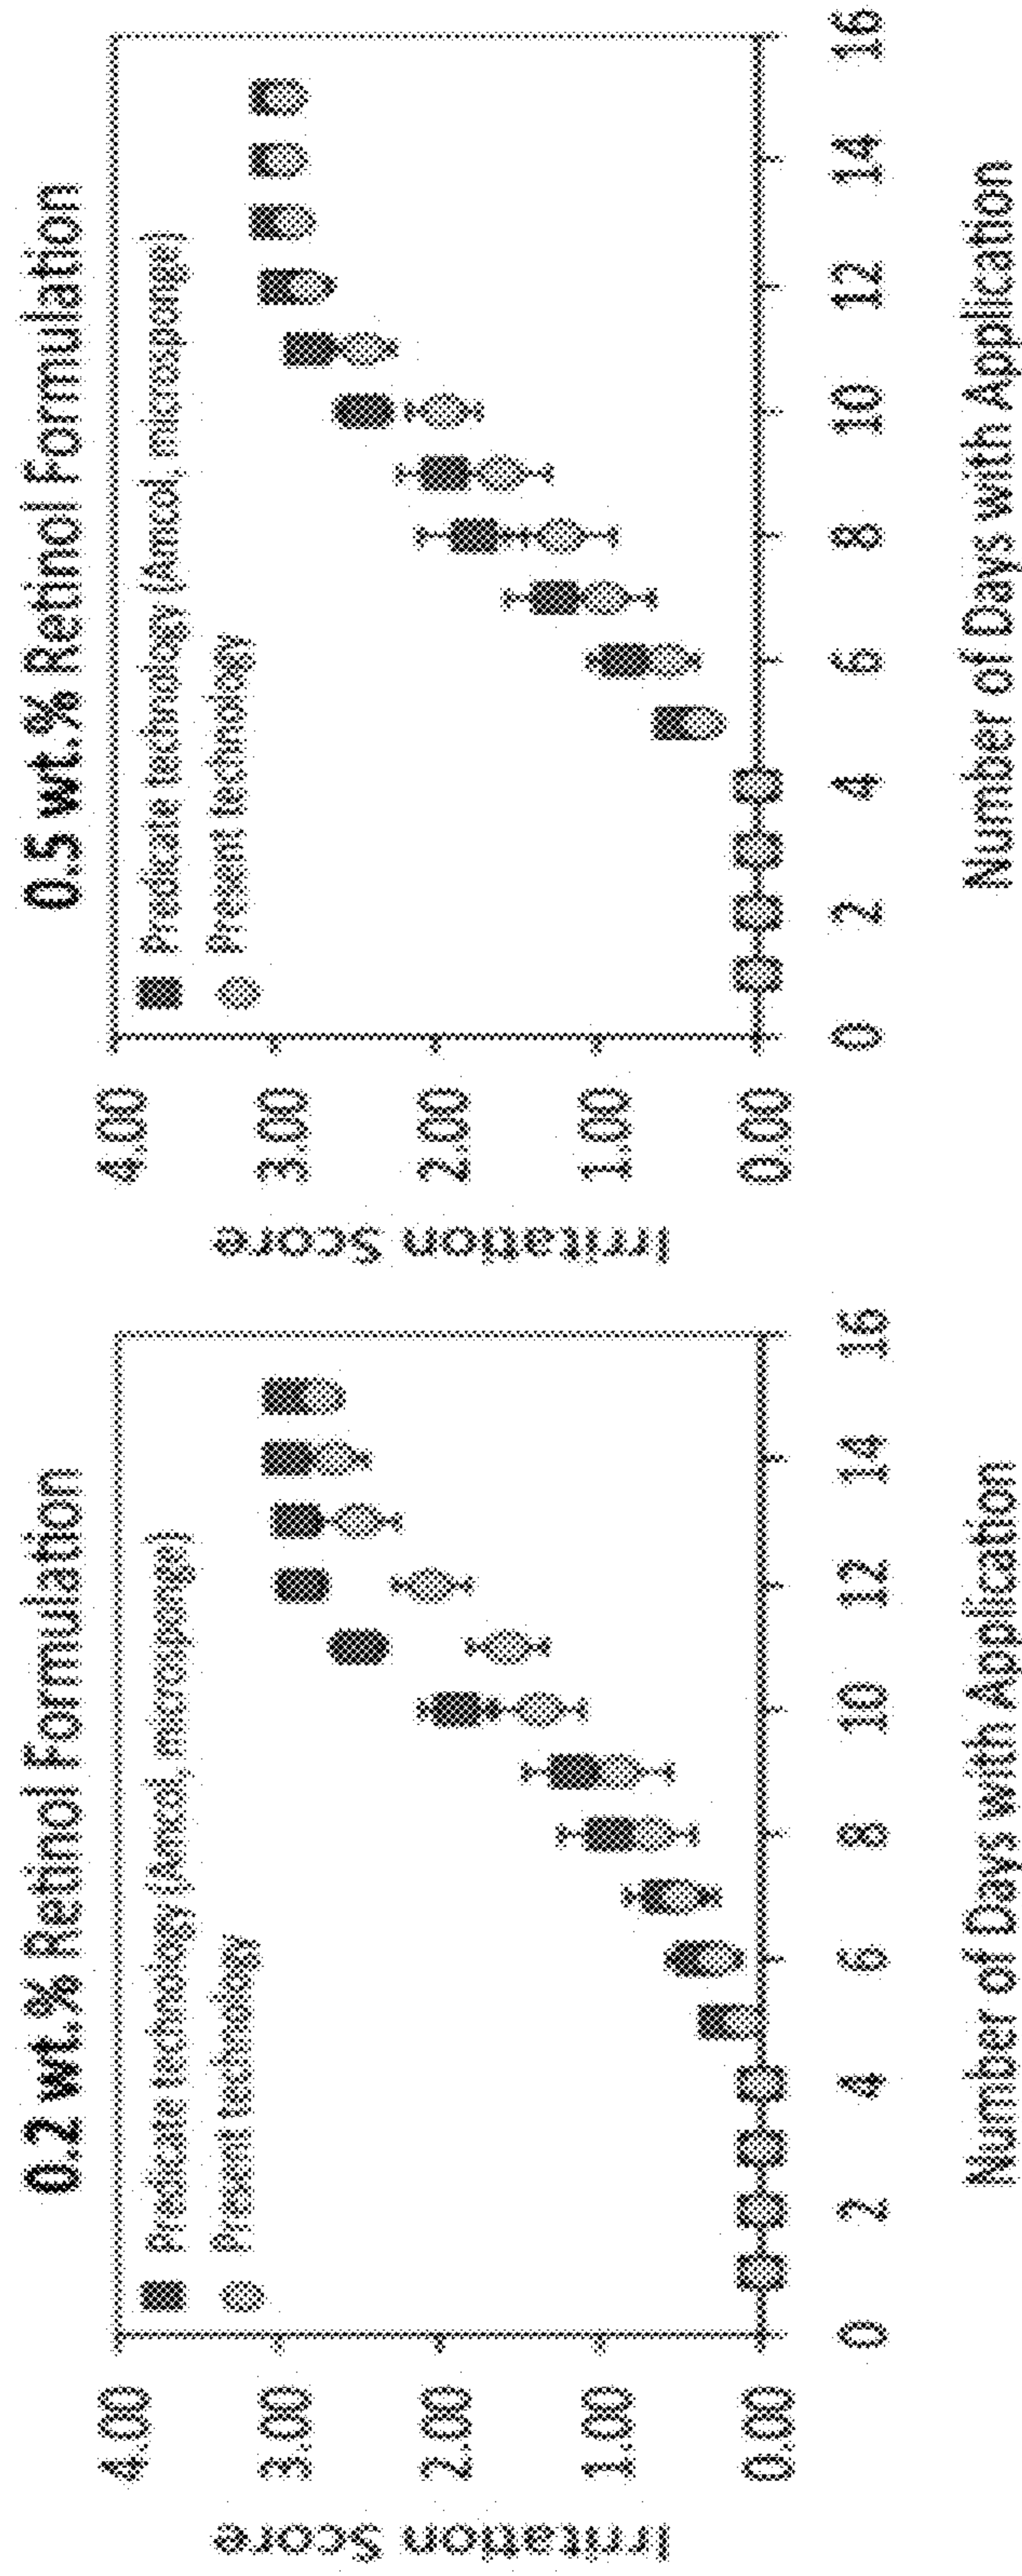 0.2 wt.% Retinol Formulation
Predicate technology (Amcol, microsponge)
Present technology
Irritation Score
4.00
3.00
2.00
1.00
0.00
0 2 4 6 8 10 12 14 16
Number of Days with Application
0.5 wt.% Retinol Formulation
Predicate technology (Amcol, microsponge)
Present technology
Irritation Score
4.00
3.00
2.00
1.00
0.00
0 2 4 6 8 10 12 14 16
Number of Days with Application